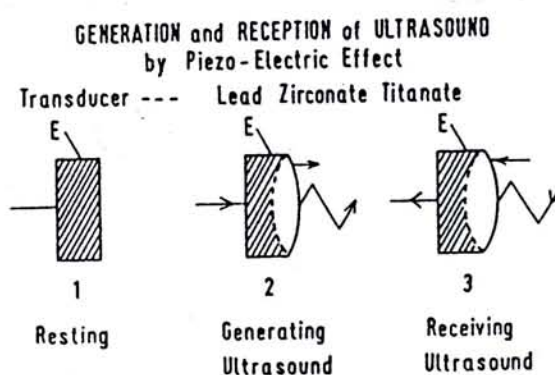 GENERATION and RECEPTION of ULTRASOUND
by Piezo-Electric Effect
Transducer --- Lead Zirconate Titanate
E E E
1 2 3
Resting Generating Receiving
Ultrasound Ultrasound